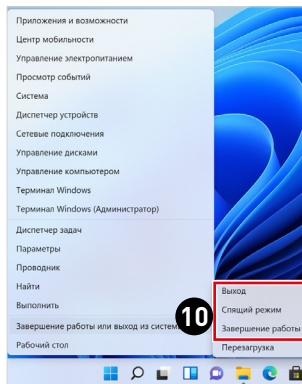 Приложения и возможности
Центр мобильности
Управление электропитанием
Просмотр событий
Система
Диспетчер устройств
Сетевые подключения
Управление дисками
Управление компьютером
Терминал Windows
Терминал Windows (Администратор)
Диспетчер задач
Параметры
Проводник
Найти
Выполнить
Завершение работы или выход из систем
Рабочий стол
10
Выход
Спящий режим
Завершение работы
Перезагрузка